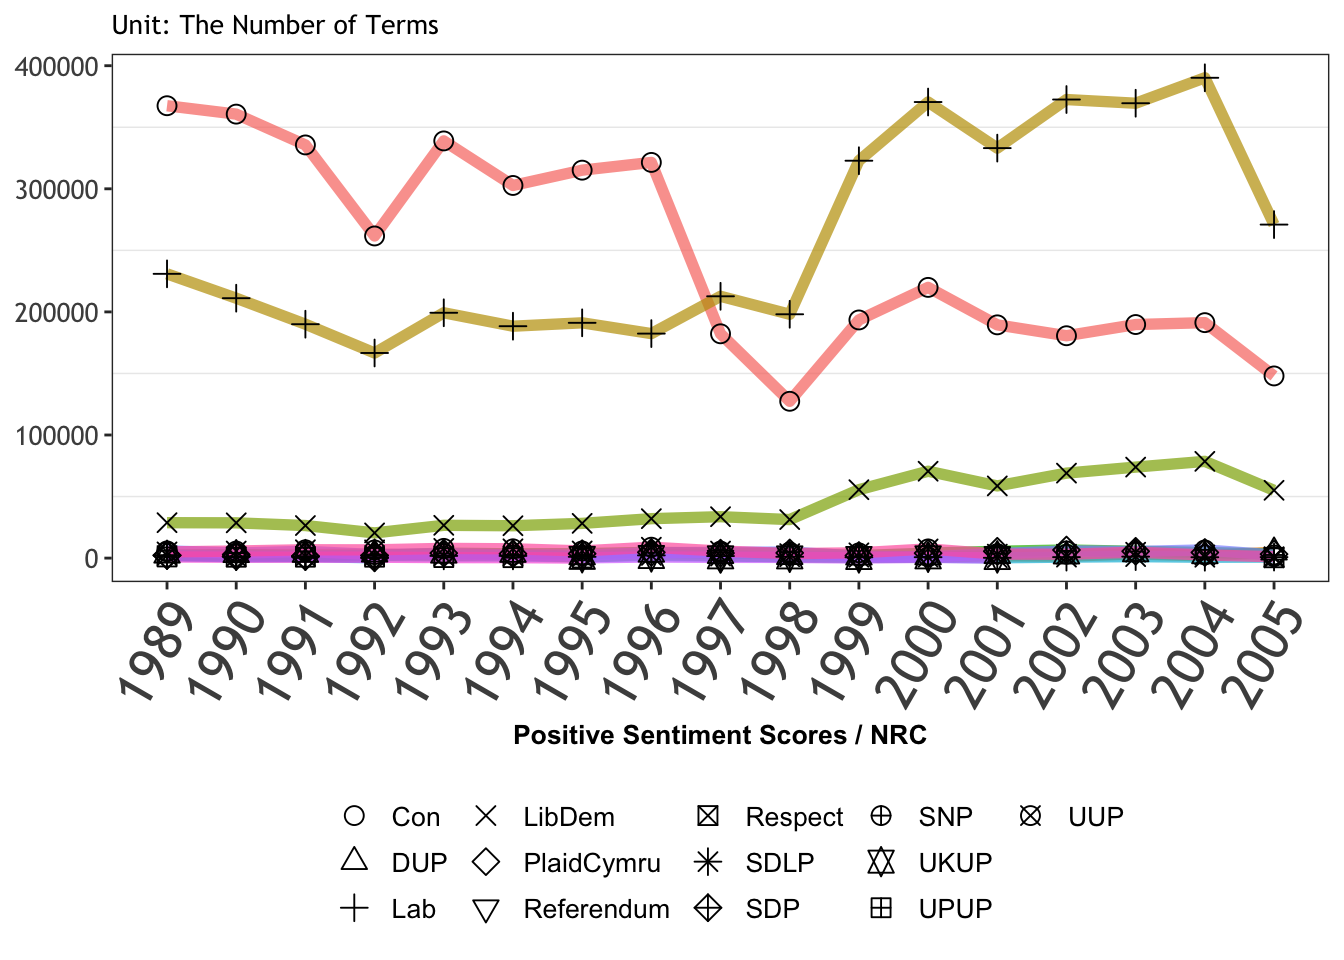 Unit: The Number of Terms
400000
300000
200000
100000
0
1989 1990 1991 1992 1993 1994 1995 1996 1997 1998 1999 2000 2001 2002 2003 2004 2005
Positive Sentiment Scores / NRC
Con LibDem Respect SNP UUP
DUP PlaidCymru SDLP UKUP
Lab Referendum SDP UPUP